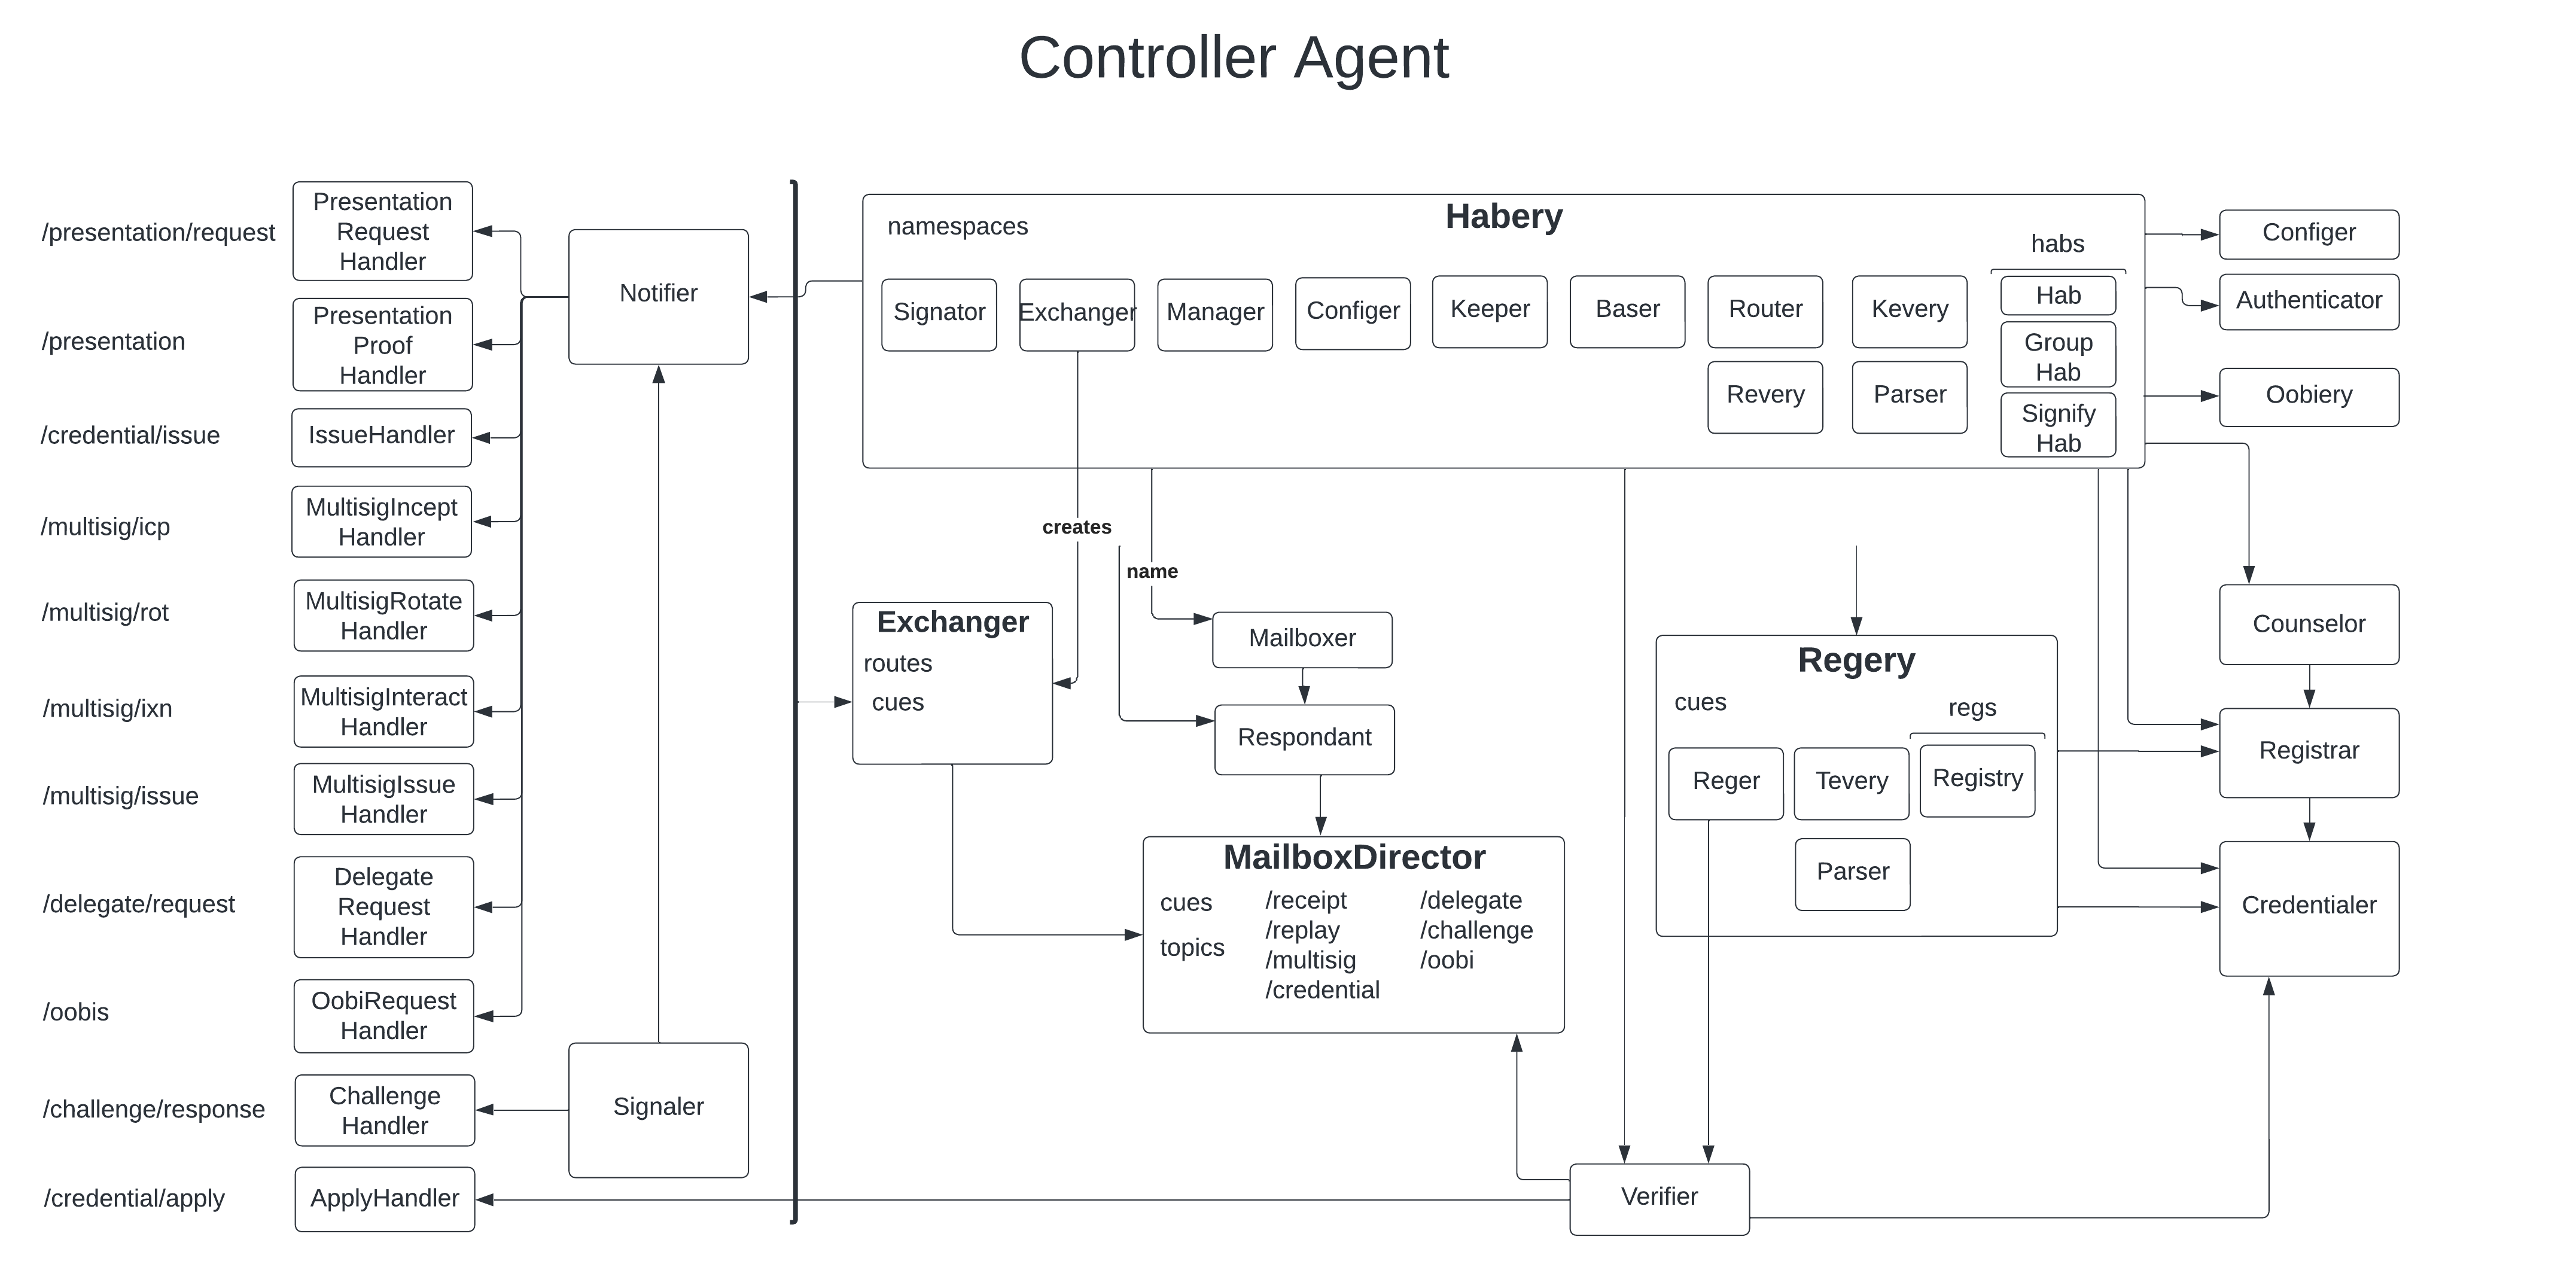 Controller Agent
/presentation/request
Presentation
Request
Handler
/presentation
Presentation
Proof
Handler
/credential/issue
IssueHandler
/multisig/icp
MultisigIncept
Handler
/multisig/rot
MultisigRotate
Handler
/multisig/ixn
MultisigInteract
Handler
/multisig/issue
MultisigIssue
Handler
/delegate/request
Delegate
Request
Handler
/oobis
OobiRequest
Handler
/challenge/response
Challenge
Handler
/credential/apply
ApplyHandler
Notifier
Signaler
Habery
namespaces
Signator
Exchanger
Manager
Configer
Keeper
Baser
Router
Kevery
Revery
Parser
habs
Hab
Group
Hab
Signify
Hab
Configer
Authenticator
Oobiery
creates
name
Exchanger
routes
cues
Mailboxer
Respondant
MailboxDirector
cues
topics
/receipt
/replay
/multisig
/credential
/delegate
/challenge
/oobi
Regery
cues
regs
Reger
Tevery
Registry
Parser
Counselor
Registrar
Credentialer
Verifier